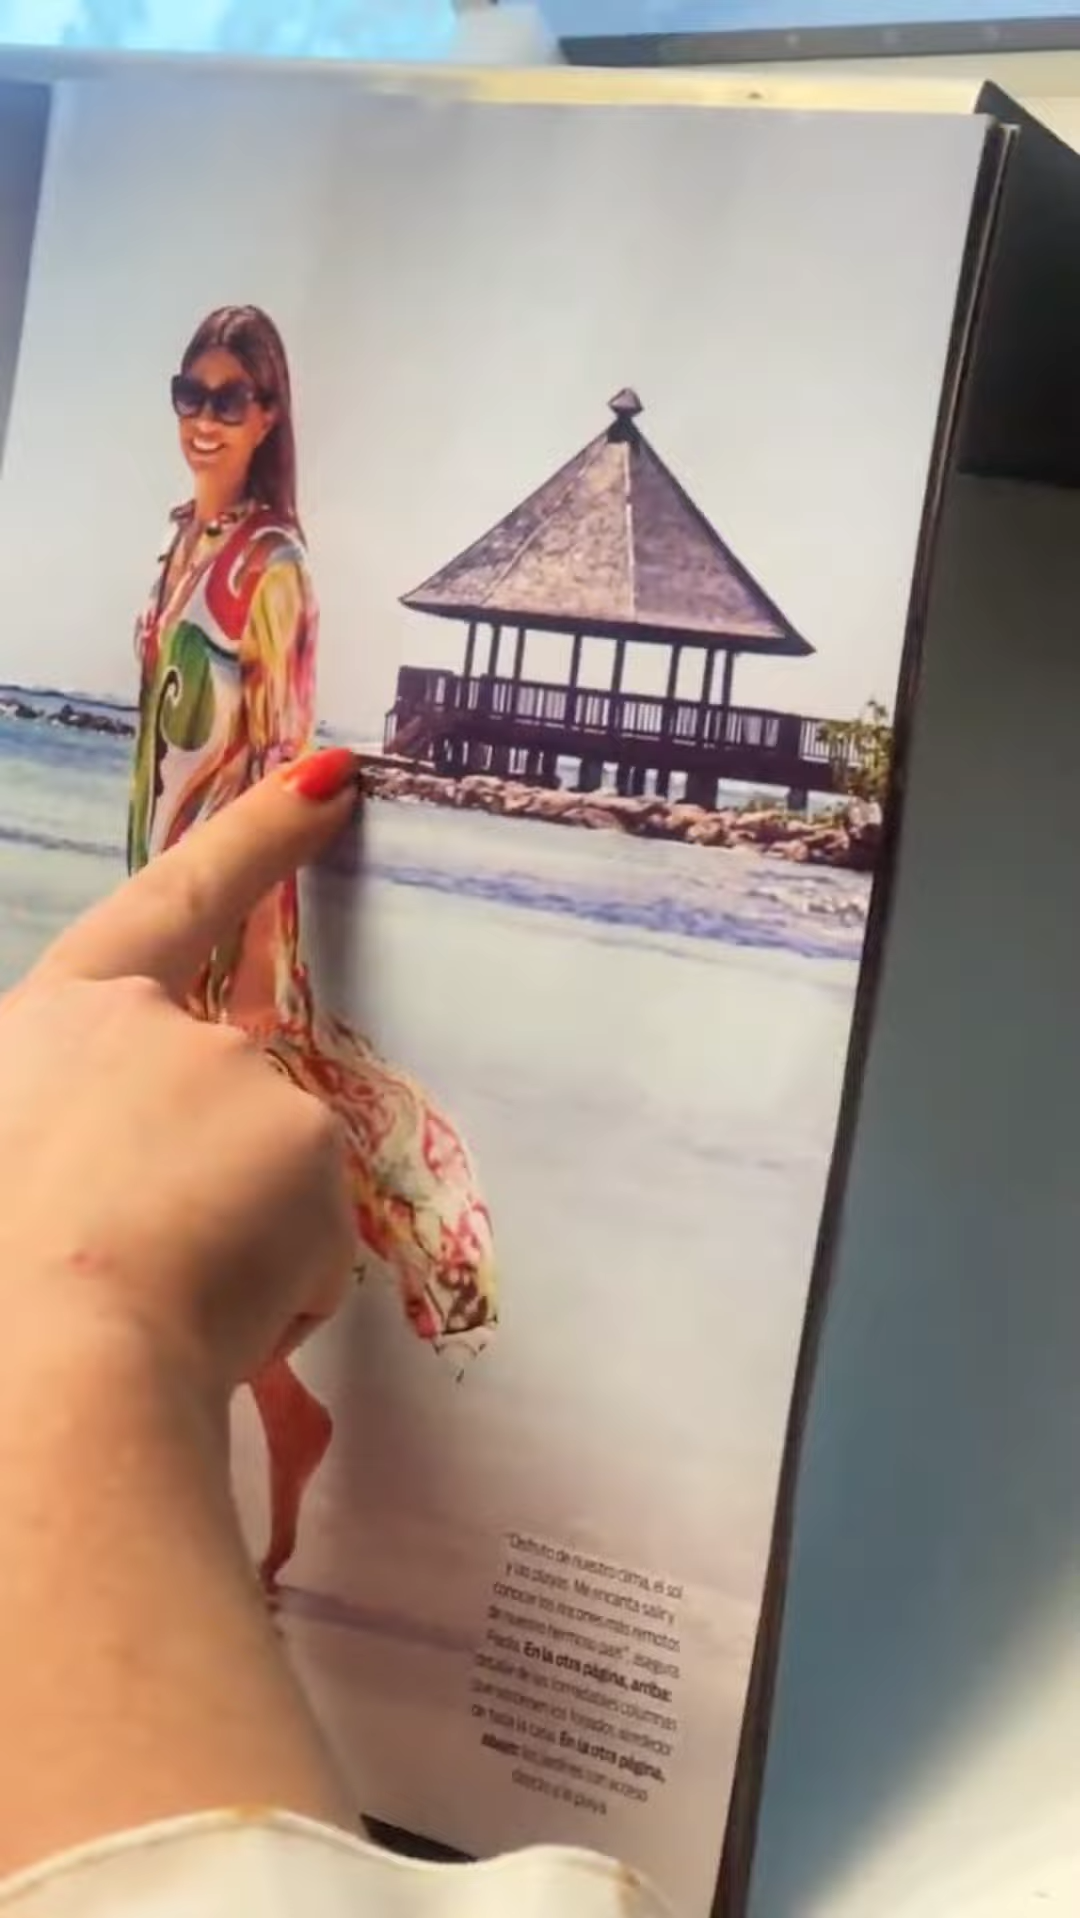 "Disfruto de nuestro clima, el sol
y las playas. Me encanta salir y
conocer los rincones más remotos
de nuestro hermoso país", asegura
Paola. En la otra página, arriba:
detalle de las formidables columnas
que sostienen los forjados alrededor
de toda la casa. En la otra página,
abajo: los jardines con acceso
directo a la playa.